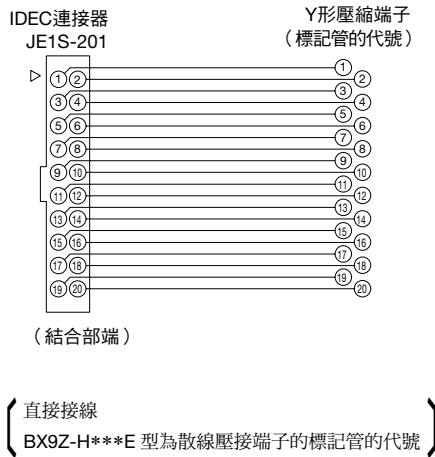 IDEC連接器
JE1S-201
Y形壓縮端子
（標記管的代號）
▷
① ② ① ②
③ ④ ③ ④
⑤ ⑥ ⑤ ⑥
⑦ ⑧ ⑦ ⑧
⑨ ⑩ ⑨ ⑩
⑪ ⑫ ⑪ ⑫
⑬ ⑭ ⑬ ⑭
⑮ ⑯ ⑮ ⑯
⑰ ⑱ ⑰ ⑱
⑲ ⑳ ⑲ ⑳
（結合部端）
直接接線
BX9Z-H***E 型為散線壓接端子的標記管的代號